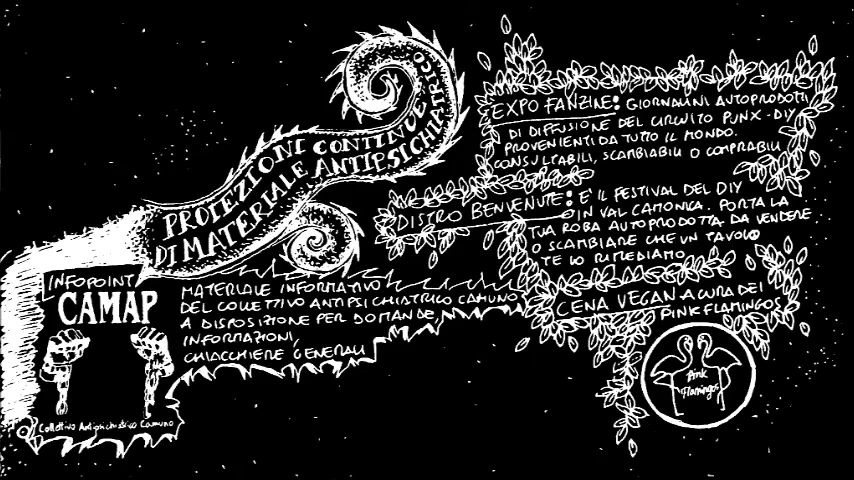 PROIEZIONI CONTINUE
DI MATERIALE ANTIPSICHIATRICO
INFOPOINT
CAMAP
Collettivo Antipsichiatrico Camuno
MATERIALE INFORMATIVO
DEL COLLETTIVO ANTIPSICHIATRICO CAMUNO
A DISPOSIZIONE PER DOMANDE,
INFORMAZIONI,
CHIACCHIERE GENERALI
EXPO FANZINE: GIORNALINI AUTOPRODOTTI
DI DIFFUSIONE DEL CIRCUITO PUNX-DIY
PROVENIENTI DA TUTTO IL MONDO.
CONSULTABILI, SCAMBIABILI O COMPRABILI
DISTRO BENVENUTE: E' IL FESTIVAL DEL DIY
IN VAL CAMONICA. PORTA LA
TUA ROBA AUTOPRODOTTA DA VENDERE
O SCAMBIARE CHE UN TAVOLO
TE LO RIMEDIAMO
CENA VEGAN A CURA DEI
PINK FLAMINGOS
Pink
Flamingos